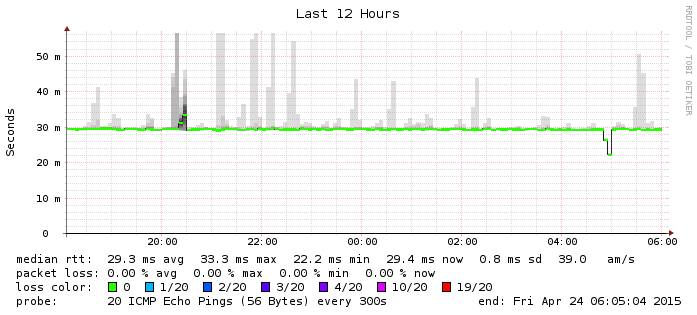 Last 12 Hours
RRDTOOL / TOBI OETIKER
Seconds
50 m
40 m
30 m
20 m
10 m
0
20:00 22:00 00:00 02:00 04:00 06:00
median rtt: 29.3 ms avg 33.3 ms max 22.2 ms min 29.4 ms now 0.8 ms sd 39.0 am/s
packet loss: 0.00 % avg 0.00 % max 0.00 % min 0.00 % now
loss color: 0 1/20 2/20 3/20 4/20 10/20 19/20
probe: 20 ICMP Echo Pings (56 Bytes) every 300s end: Fri Apr 24 06:05:04 2015